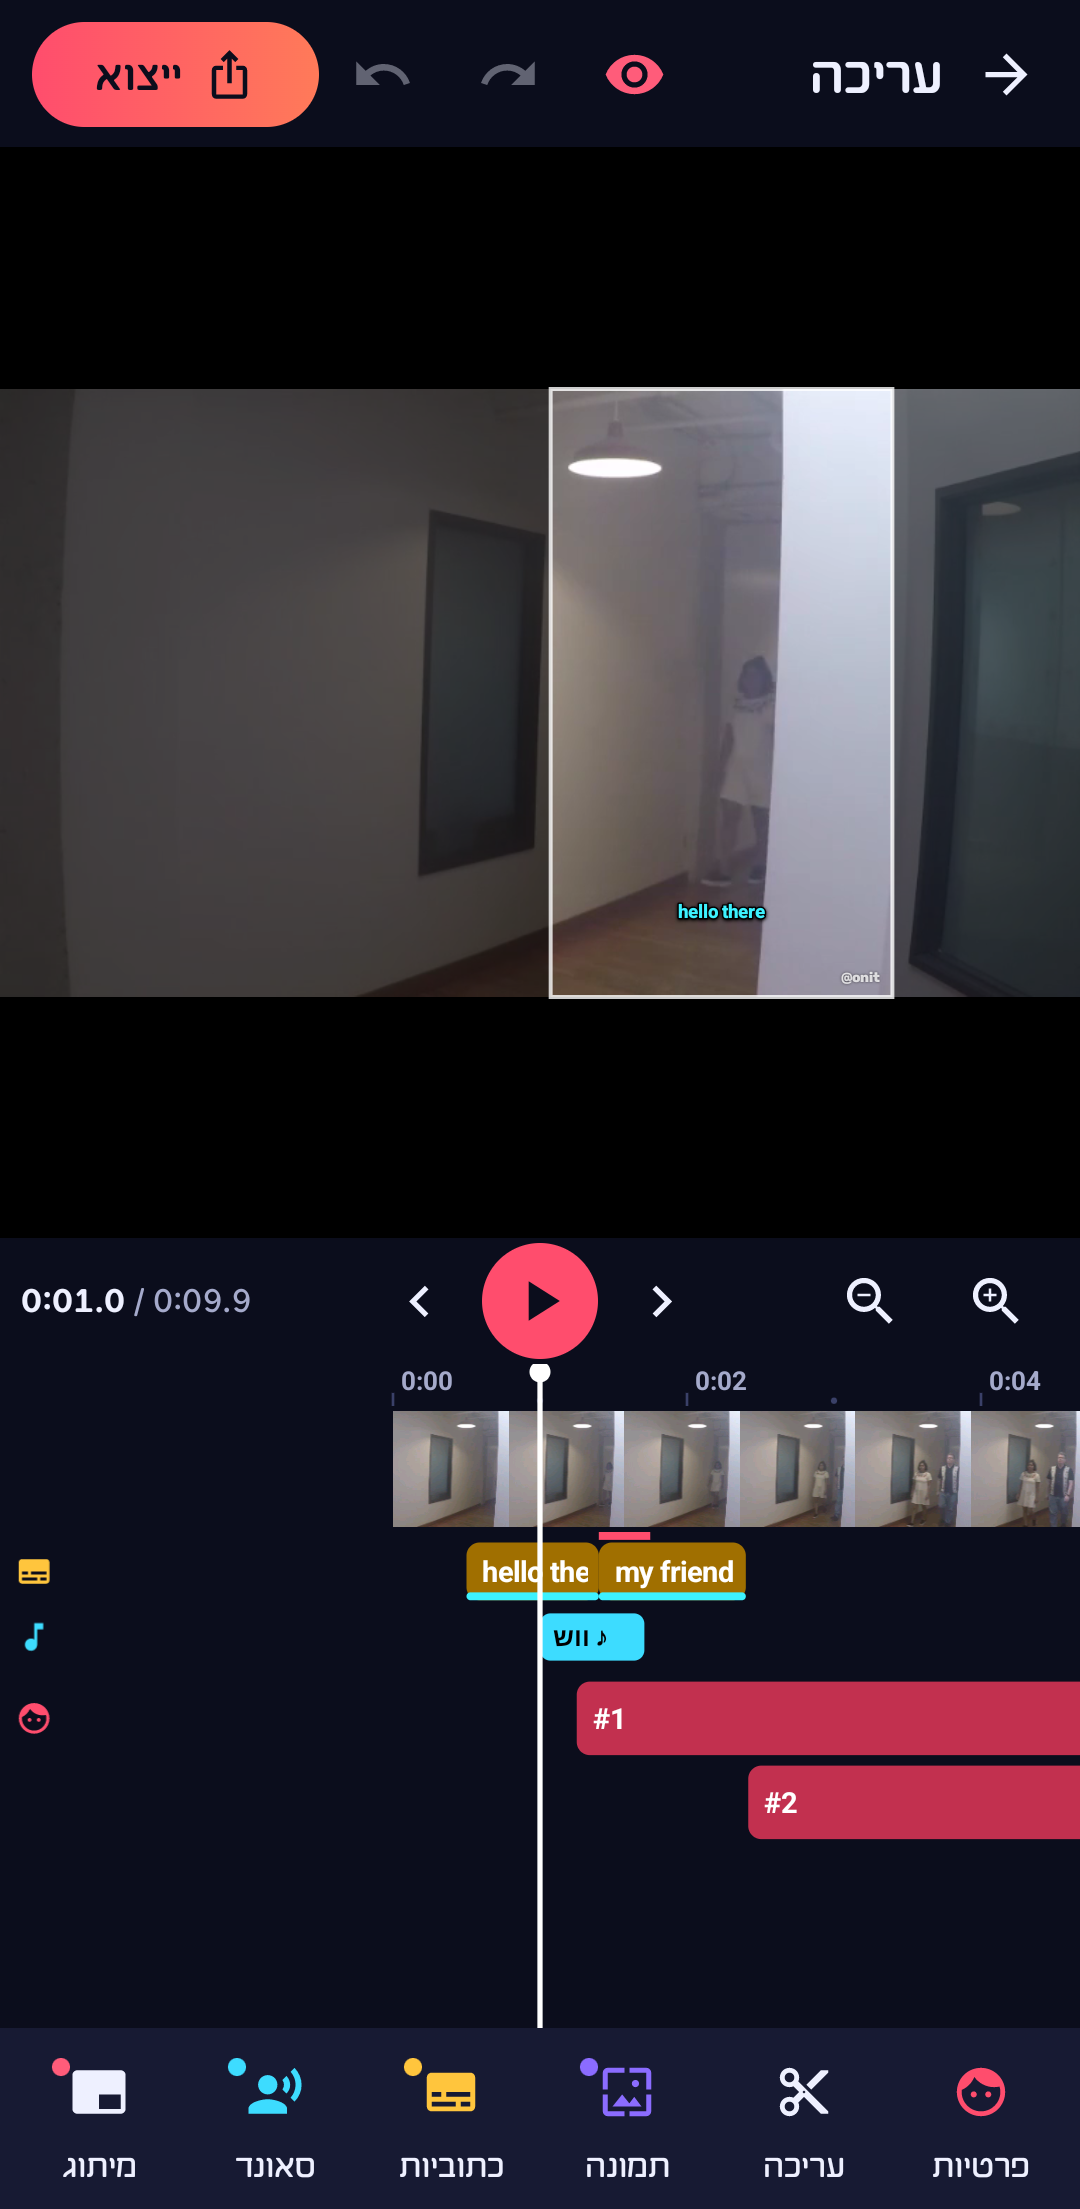 עריכה
ייצוא
hello there
@onit
0:01.0 / 0:09.9
0:00
0:02
0:04
hello the
my friend
♪ ווש
#1
#2
פרטיות
עריכה
תמונה
כתוביות
סאונד
מיתוג